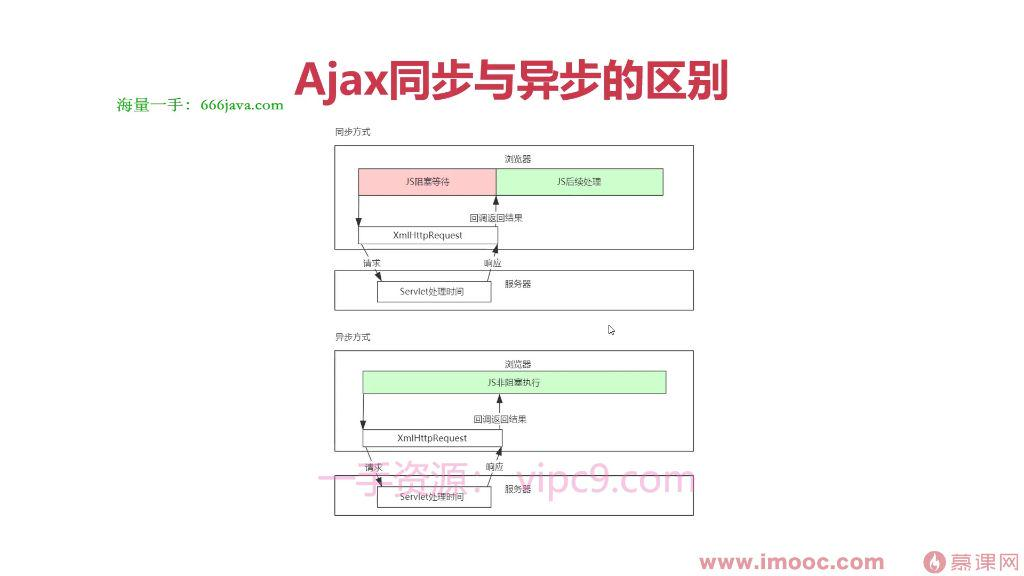 Ajax同步与异步的区别
海量一手：666java.com
同步方式
浏览器
JS阻塞等待
JS后续处理
回调返回结果
XmlHttpRequest
请求
响应
服务器
Servlet处理时间
异步方式
浏览器
JS非阻塞执行
回调返回结果
XmlHttpRequest
请求
响应
一手资源：vipc9.com
服务器
Servlet处理时间
www.imooc.com
慕课网